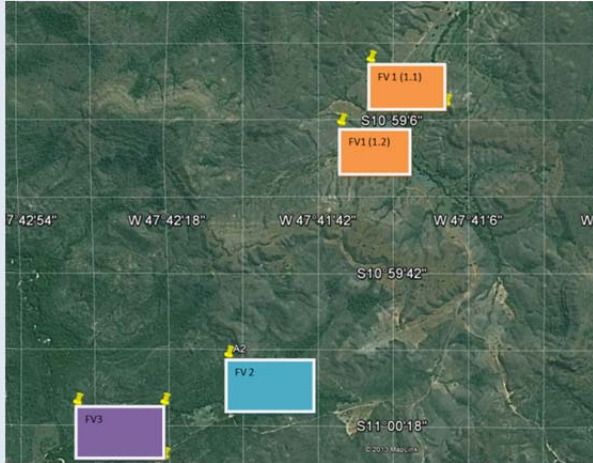 FV 1 (1.1)
S10°59'6"
FV1 (1.2)
7°42'54"
W 47°42'18"
W 47°41'42"
W 47°41'6"
W
S10°59'42"
A2
FV 2
FV3
S11°00'18"
© 2013 MapLink